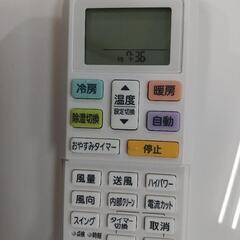 7:36
冷房
暖房
温度
設定切換
除湿切換
自動
おやすみタイマー
停止
風量
送風
ハイパワー
風向
内部クリーン
電流カット
スイング
タイマー
切換
取消